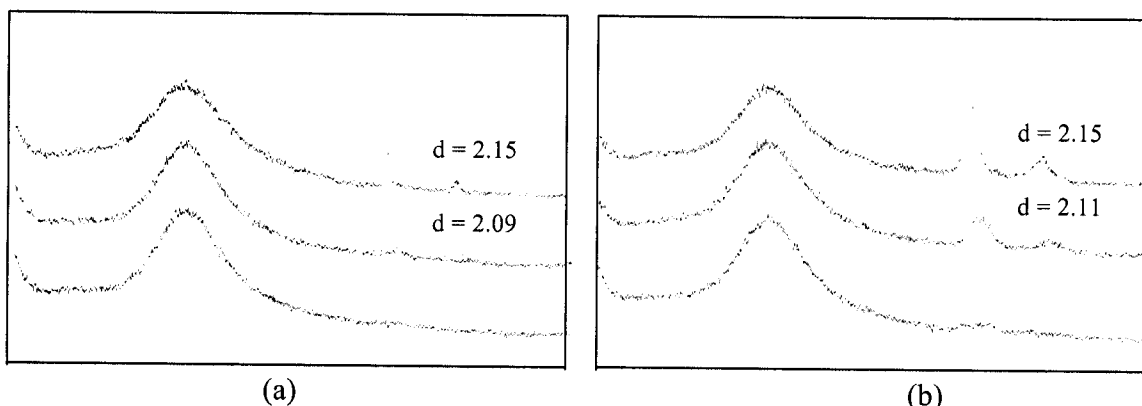 d = 2.15
d = 2.09
(a)
d = 2.15
d = 2.11
(b)